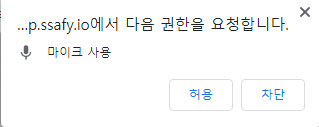 ...p.ssafy.io에서 다음 권한을 요청합니다.
마이크 사용
허용
차단